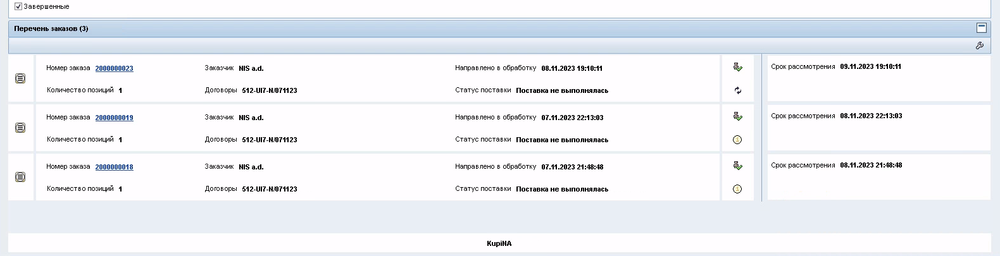 Завершенные
Перечень заказов (3)
Номер заказа 2000000023 Заказчик NIS a.d. Направлено в обработку 08.11.2023 19:10:11 Срок рассмотрения 09.11.2023 19:10:11
Количество позиций 1 Договоры 512-UI7-N/071123 Статус поставки Поставка не выполнялась
Номер заказа 2000000019 Заказчик NIS a.d. Направлено в обработку 07.11.2023 22:13:03 Срок рассмотрения 08.11.2023 22:13:03
Количество позиций 1 Договоры 512-UI7-N/071123 Статус поставки Поставка не выполнялась
Номер заказа 2000000018 Заказчик NIS a.d. Направлено в обработку 07.11.2023 21:48:48 Срок рассмотрения 08.11.2023 21:48:48
Количество позиций 1 Договоры 512-UI7-N/071123 Статус поставки Поставка не выполнялась
KupiNA